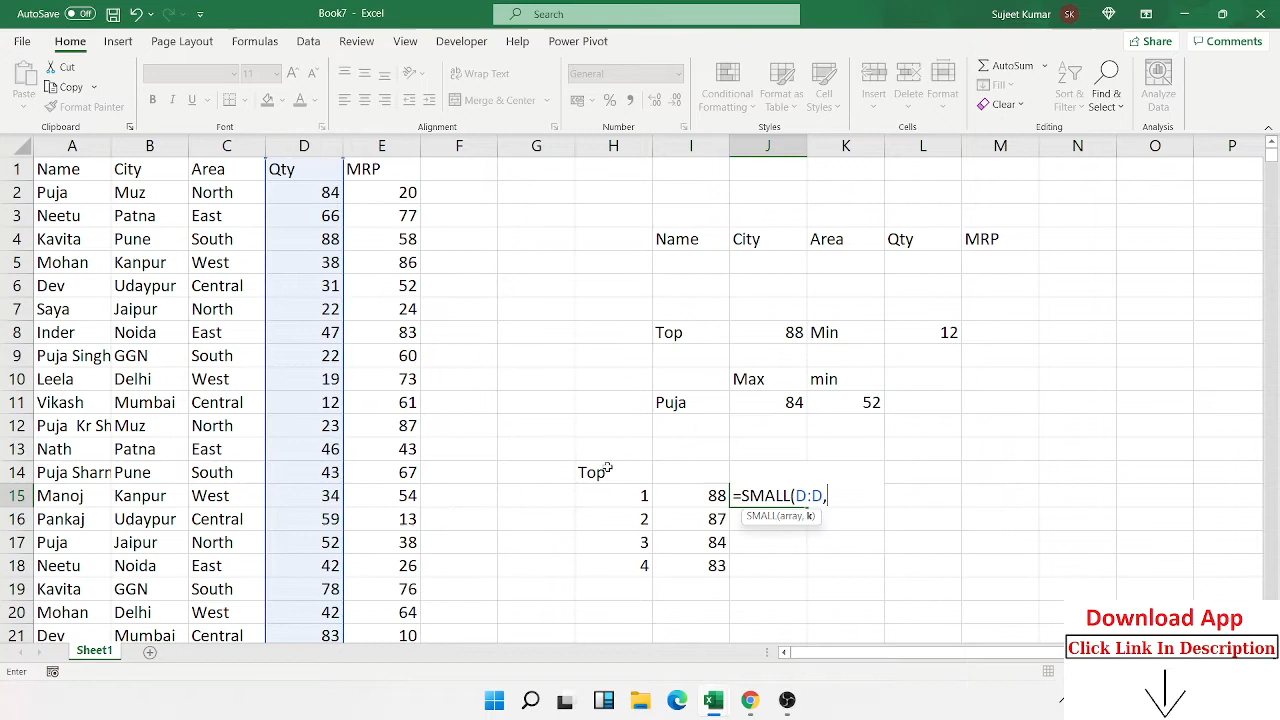 AutoSave Off Book7 - Excel Search Sujeet Kumar SK
File Home Insert Page Layout Formulas Data Review View Developer Help Power Pivot Share Comments
Cut 11 Wrap Text General AutoSum
Copy Fill
Paste Format Painter B I U Merge & Center Conditional Formatting Format as Table Cell Styles Insert Delete Format Clear Sort & Filter Find & Select Analyze Data
Clipboard Font Alignment Number Styles Cells Editing Analysis
A B C D E F G H I J K L M N O P
1 Name City Area Qty MRP
2 Puja Muz North 84 20
3 Neetu Patna East 66 77
4 Kavita Pune South 88 58 Name City Area Qty MRP
5 Mohan Kanpur West 38 86
6 Dev Udaypur Central 31 52
7 Saya Jaipur North 22 24
8 Inder Noida East 47 83 Top 88 Min 12
9 Puja Singh GGN South 22 60
10 Leela Delhi West 19 73 Max min
11 Vikash Mumbai Central 12 61 Puja 84 52
12 Puja Kr Sh Muz North 23 87
13 Nath Patna East 46 43
14 Puja Sharn Pune South 43 67 Top
15 Manoj Kanpur West 34 54 1 88 =SMALL(D:D,
16 Pankaj Udaypur Central 59 13 2 87 SMALL(array, k)
17 Puja Jaipur North 52 38 3 84
18 Neetu Noida East 42 26 4 83
19 Kavita GGN South 78 76
20 Mohan Delhi West 42 64
21 Dev Mumbai Central 83 10
Download App
Click Link In Description
Sheet1
Enter